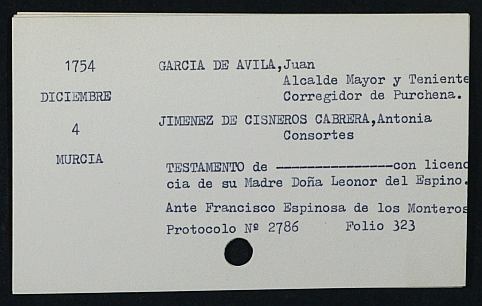 1754
GARCIA DE AVILA,Juan
Alcalde Mayor y Teniente
DICIEMBRE
Corregidor de Purchena.
4
JIMENEZ DE CISNEROS CABRERA,Antonia
Consortes
MURCIA
TESTAMENTO de ---------------con licenc
cia de su Madre Doña Leonor del Espino.
Ante Francisco Espinosa de los Monteros
Protocolo Nº 2786 Folio 323